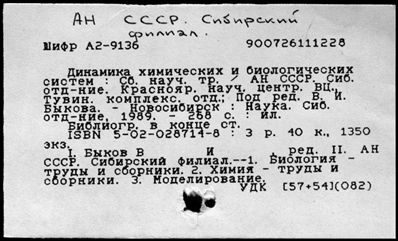 АН СССР. Сибирский
филиал.
Шифр А2-9136 900726111228
Динамика химических и биологических
систем : Сб. науч. тр. / АН СССР. Сиб.
отд-ние. Краснояр. науч. центр. ВЦ.,
Тувин. комплекс. отд.; Под ред. В. И.
Быкова. - Новосибирск : Наука. Сиб.
отд-ние, 1989. - 268 с. : ил.
Библиогр. в конце ст.
ISBN 5-02-028714-8 : 3 р. 40 к., 1350
экз.
I. Быков В И , ред. II. АН
СССР. Сибирский филиал.--1. Биология -
труды и сборники. 2. Химия - труды и
сборники. 3. Моделирование.
УДК [57+54](082)